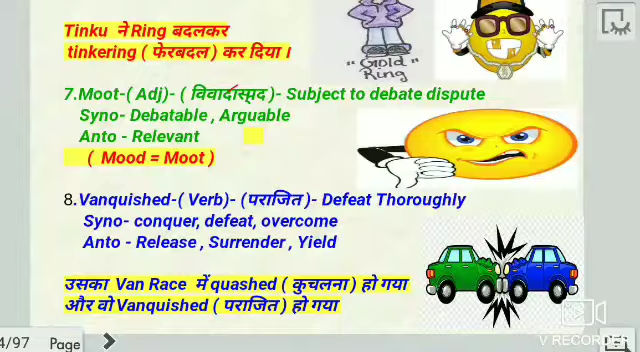 Tinku ने Ring बदलकर
tinkering ( फेरबदल ) कर दिया ।
"Gold"
Ring
7.Moot-( Adj)- ( विवादास्पद )- Subject to debate dispute
Syno- Debatable , Arguable
Anto - Relevant
( Mood = Moot )
8.Vanquished-( Verb)- (पराजित )- Defeat Thoroughly
Syno- conquer, defeat, overcome
Anto - Release , Surrender , Yield
उसका Van Race में quashed ( कुचलना ) हो गया
और वो Vanquished ( पराजित ) हो गया
V RECORDER
4/97 Page